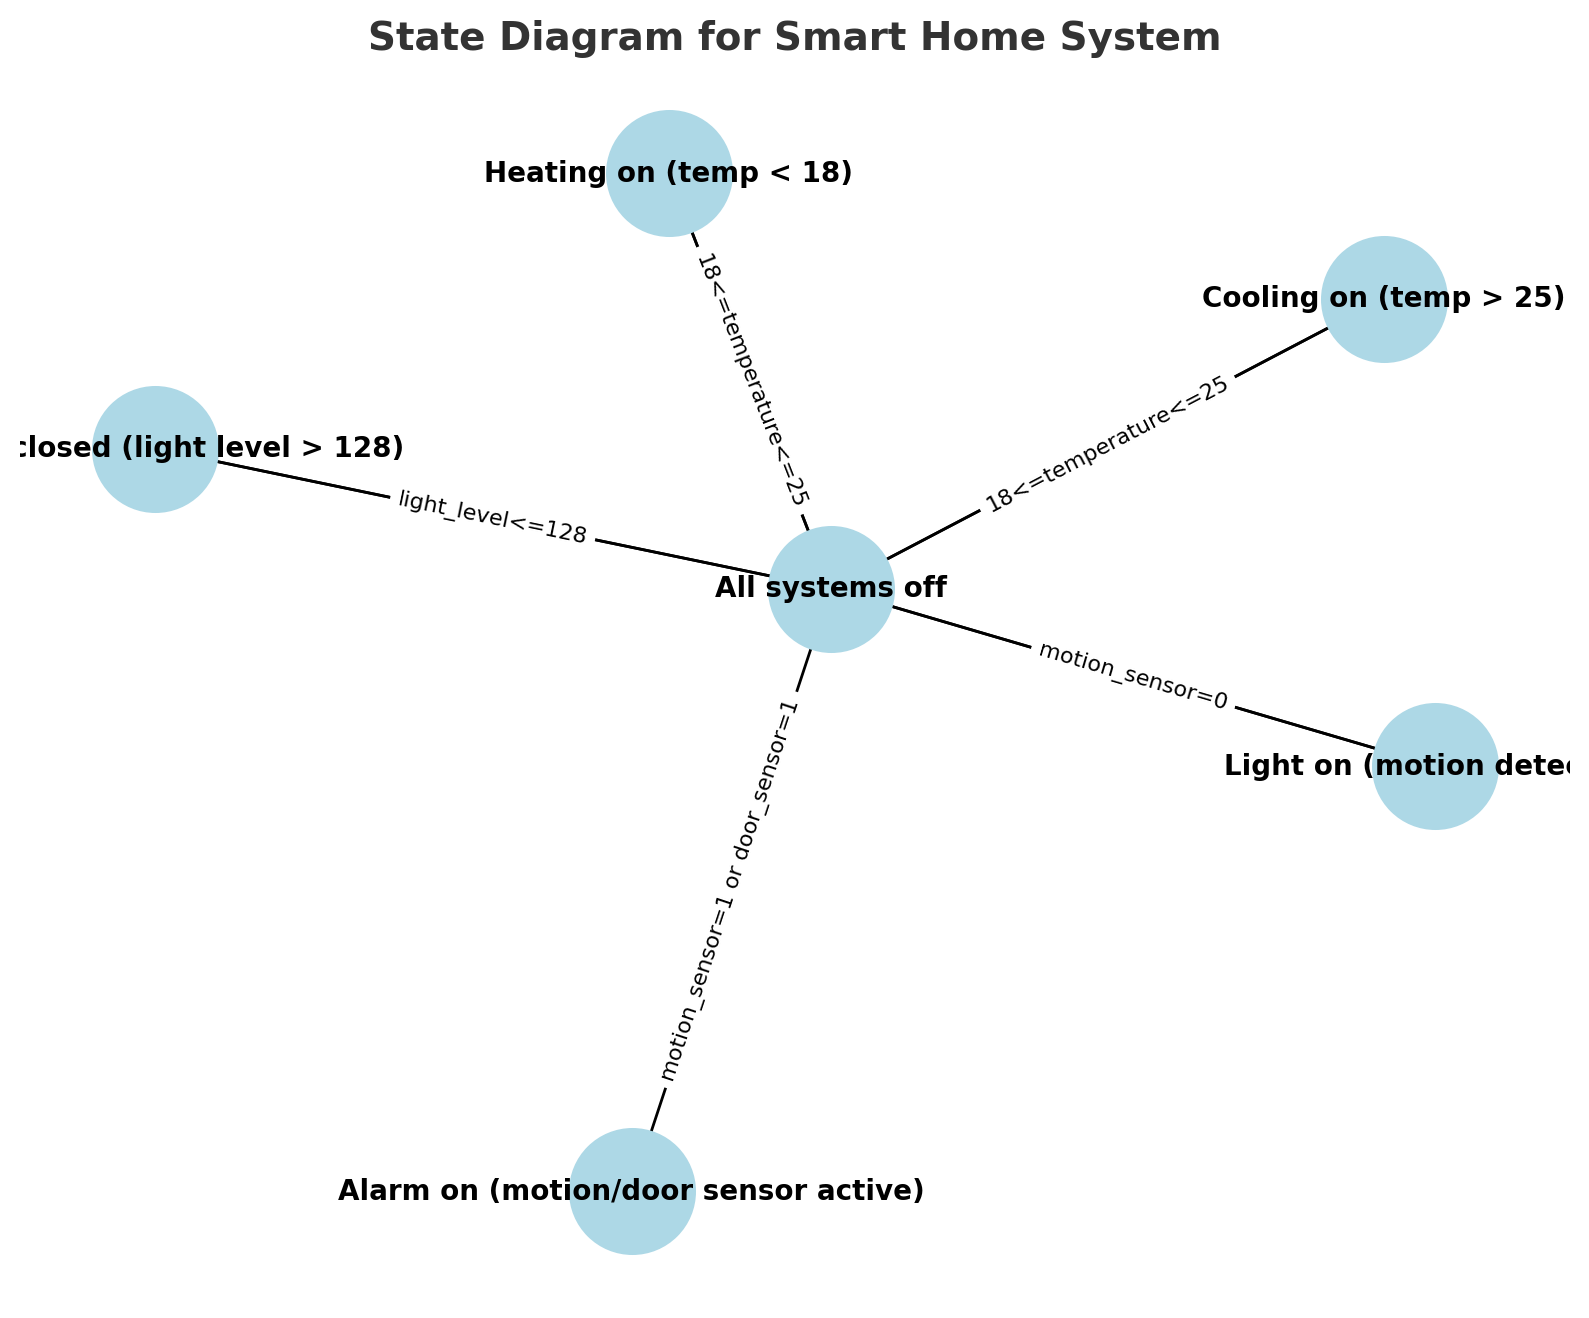 State Diagram for Smart Home System
Heating on (temp < 18)
18<=temperature<=25
Cooling on (temp > 25)
18<=temperature<=25
closed (light level > 128)
light_level<=128
All systems off
motion_sensor=0
Light on (motion
motion_sensor=1 or door_sensor=1
Alarm on (motion/door sensor active)